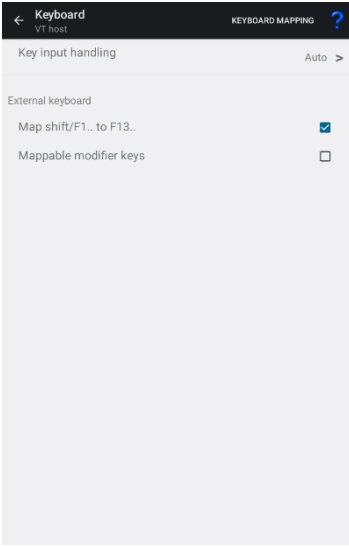 Keyboard
VT host
KEYBOARD MAPPING
?
Key input handling
Auto >
External keyboard
Map shift/F1.. to F13..
Mappable modifier keys